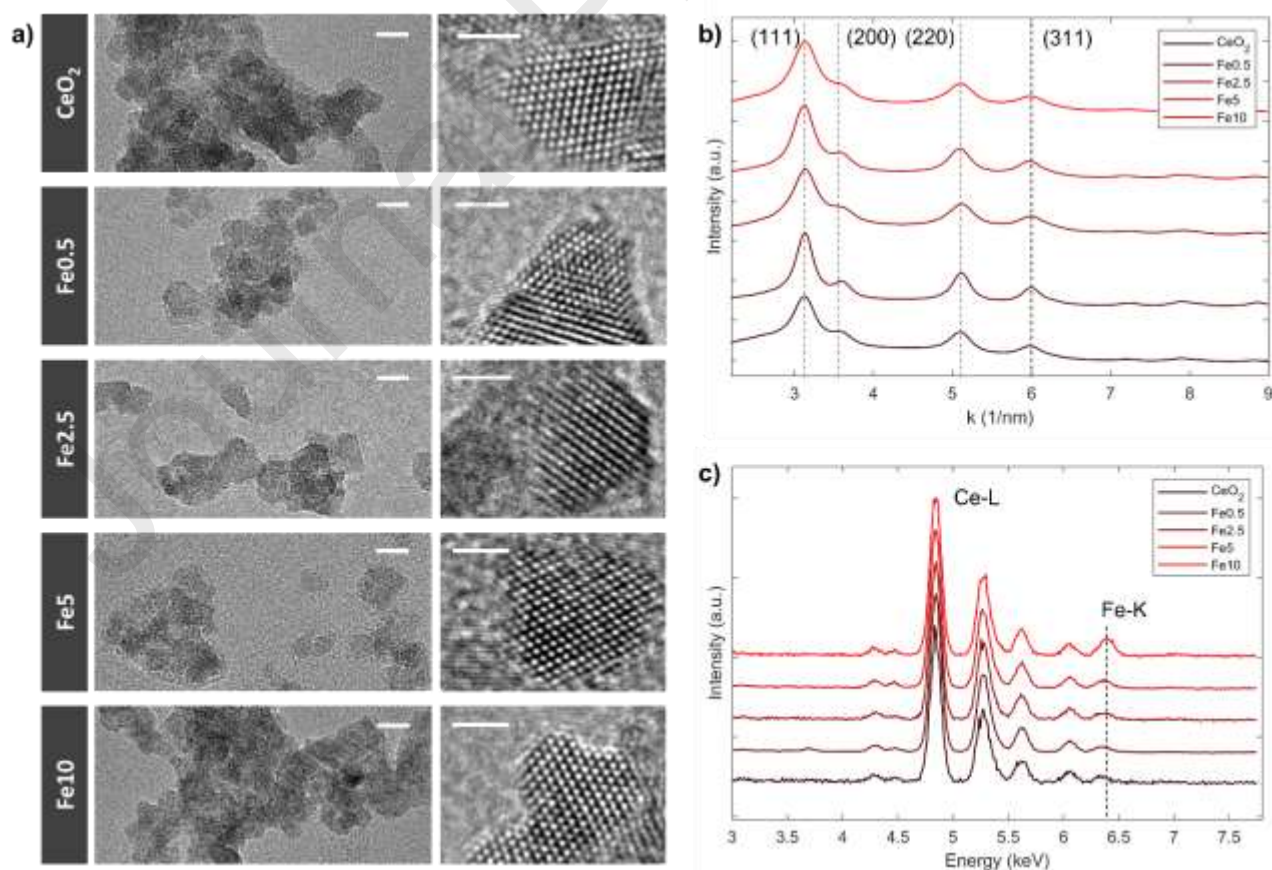 a)
CeO2
Fe0.5
Fe2.5
Fe5
Fe10
b)
(111)
(200)
(220)
(311)
CeO2
Fe0.5
Fe2.5
Fe5
Fe10
Intensity (a.u.)
3
4
5
6
7
8
9
k (1/nm)
c)
Ce-L
Fe-K
CeO2
Fe0.5
Fe2.5
Fe5
Fe10
Intensity (a.u.)
3
3.5
4
4.5
5
5.5
6
6.5
7
7.5
Energy (keV)